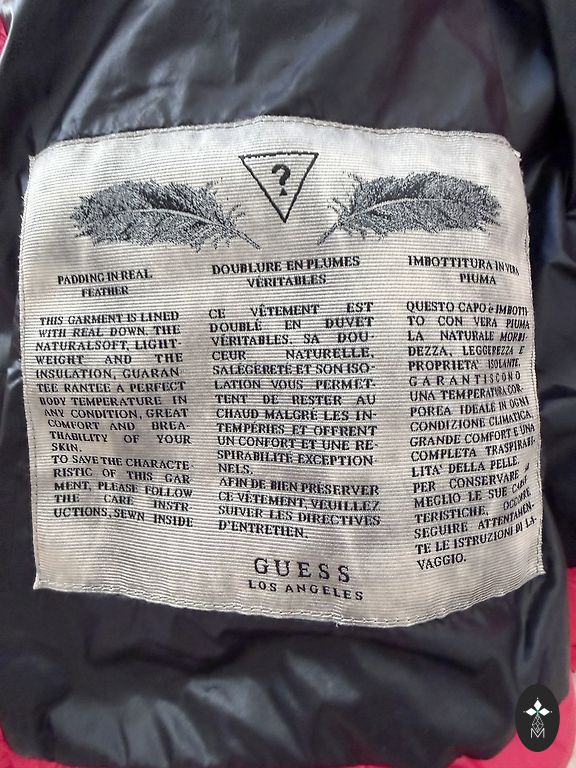 ?
PADDING IN REAL
FEATHER
THIS GARMENT IS LINED
WITH REAL DOWN. THE
NATURALSOFT, LIGHT-
WEIGHT AND THE
INSULATION, GUARAN-
TEE RANTEE A PERFECT
BODY TEMPERATURE IN
ANY CONDITION, GREAT
COMFORT AND BREA-
THABILITY OF YOUR
SKIN.
TO SAVE THE CHARACTE-
RISTIC OF THIS GAR-
MENT, PLEASE FOLLOW
THE CARE INSTR
UCTIONS, SEWN INSIDE
DOUBLURE EN PLUMES
VÉRITABLES
CE VÊTEMENT EST
DOUBLÉ EN DUVET
VÉRITABLES. SA DOU-
CEUR NATURELLE,
SALÉGÈRETÉ ET SON ISO-
LATION VOUS PERMET-
TENT DE RESTER AU
CHAUD MALGRÉ LES IN-
TEMPÉRIES ET OFFRENT
UN CONFORT ET UNE RE-
SPIRABILITÉ EXCEPTION-
NELS.
AFIN DE BIEN PRÉSERVER
CE VÊTEMENT, VEUILLEZ
SUIVER LES DIRECTIVES
D'ENTRETIEN.
IMBOTTITURA IN VERA
PIUMA
QUESTO CAPO è IMBOTTI-
TO CON VERA PIUMA
LA NATURALE MORBI-
DEZZA, LEGGEREZZA E
PROPRIETA' ISOLANTE,
GARANTISCONO
UNA TEMPERATURA COR-
POREA IDEALE IN OGNI
CONDIZIONE CLIMATICA,
GRANDE COMFORT E UNA
COMPLETA TRASPIRABI-
LITA' DELLA PELLE.
PER CONSERVARE al
MEGLIO LE SUE CARAT-
TERISTICHE, OCCORRE
SEGUIRE ATTENTAMEN-
TE LE ISTRUZIONI DI LA-
VAGGIO.
GUESS
LOS ANGELES
M